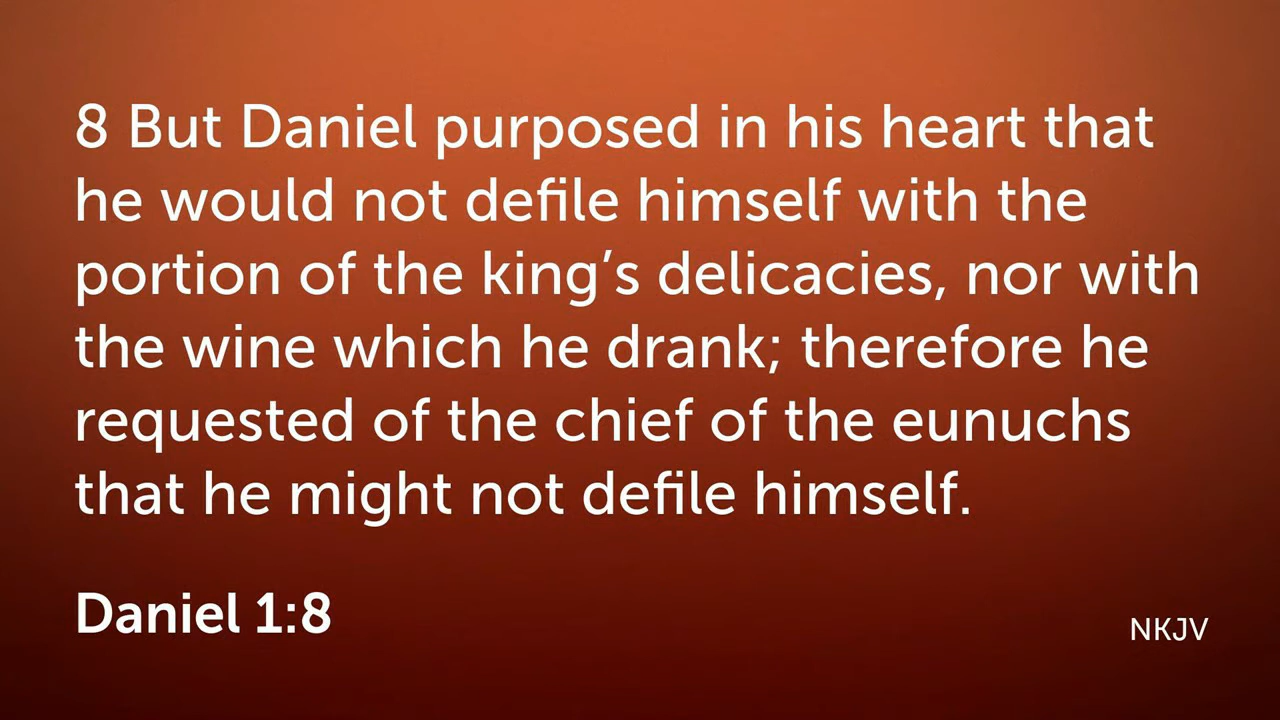 8 But Daniel purposed in his heart that
he would not defile himself with the
portion of the king’s delicacies, nor with
the wine which he drank; therefore he
requested of the chief of the eunuchs
that he might not defile himself.
Daniel 1:8
NKJV